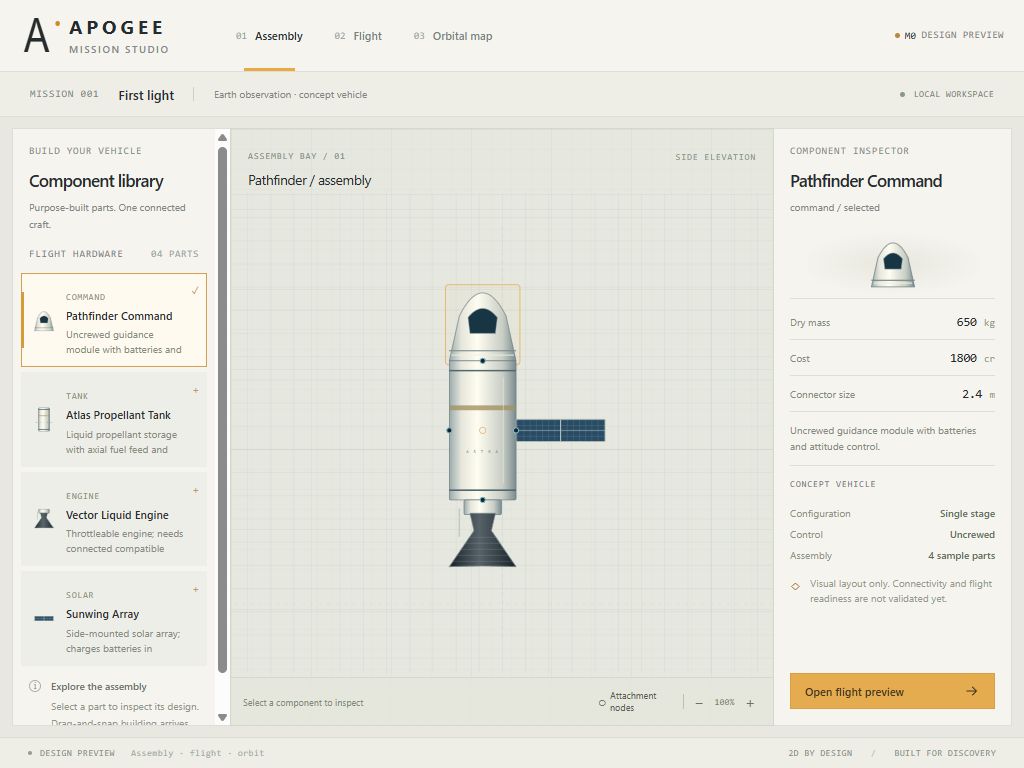 A APOGEE
MISSION STUDIO
01 Assembly
02 Flight
03 Orbital map
M0 DESIGN PREVIEW
MISSION 001
First light
Earth observation · concept vehicle
LOCAL WORKSPACE
BUILD YOUR VEHICLE
Component library
Purpose-built parts. One connected
craft.
FLIGHT HARDWARE
04 PARTS
COMMAND
Pathfinder Command
Uncrewed guidance
module with batteries and
TANK
Atlas Propellant Tank
Liquid propellant storage
with axial fuel feed and
ENGINE
Vector Liquid Engine
Throttleable engine; needs
connected compatible
SOLAR
Sunwing Array
Side-mounted solar array;
charges batteries in
Explore the assembly
Select a part to inspect its design.
Drag-and-snap building arrives
ASSEMBLY BAY / 01
Pathfinder / assembly
SIDE ELEVATION
ASTRA
Select a component to inspect
Attachment
nodes
− 100% +
COMPONENT INSPECTOR
Pathfinder Command
command / selected
Dry mass 650 kg
Cost 1800 cr
Connector size 2.4 m
Uncrewed guidance module with batteries
and attitude control.
CONCEPT VEHICLE
Configuration Single stage
Control Uncrewed
Assembly 4 sample parts
Visual layout only. Connectivity and flight
readiness are not validated yet.
Open flight preview →
DESIGN PREVIEW
Assembly · flight · orbit
2D BY DESIGN / BUILT FOR DISCOVERY